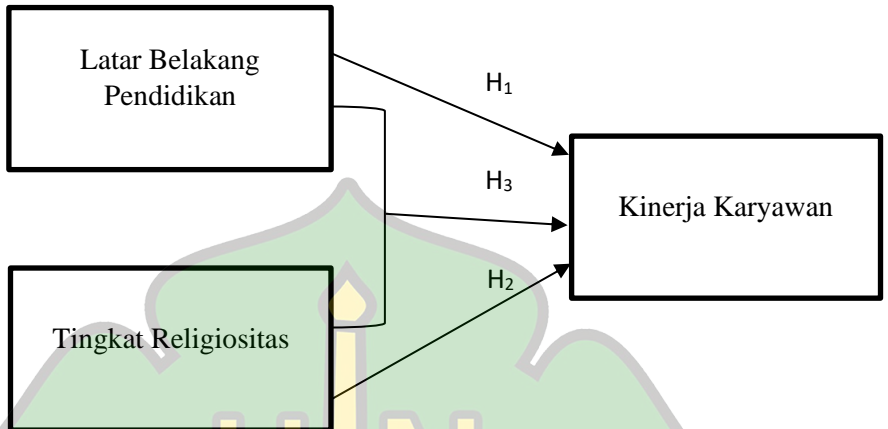 Latar Belakang
Pendidikan
H₁
H₃
Kinerja Karyawan
H₂
Tingkat Religiositas